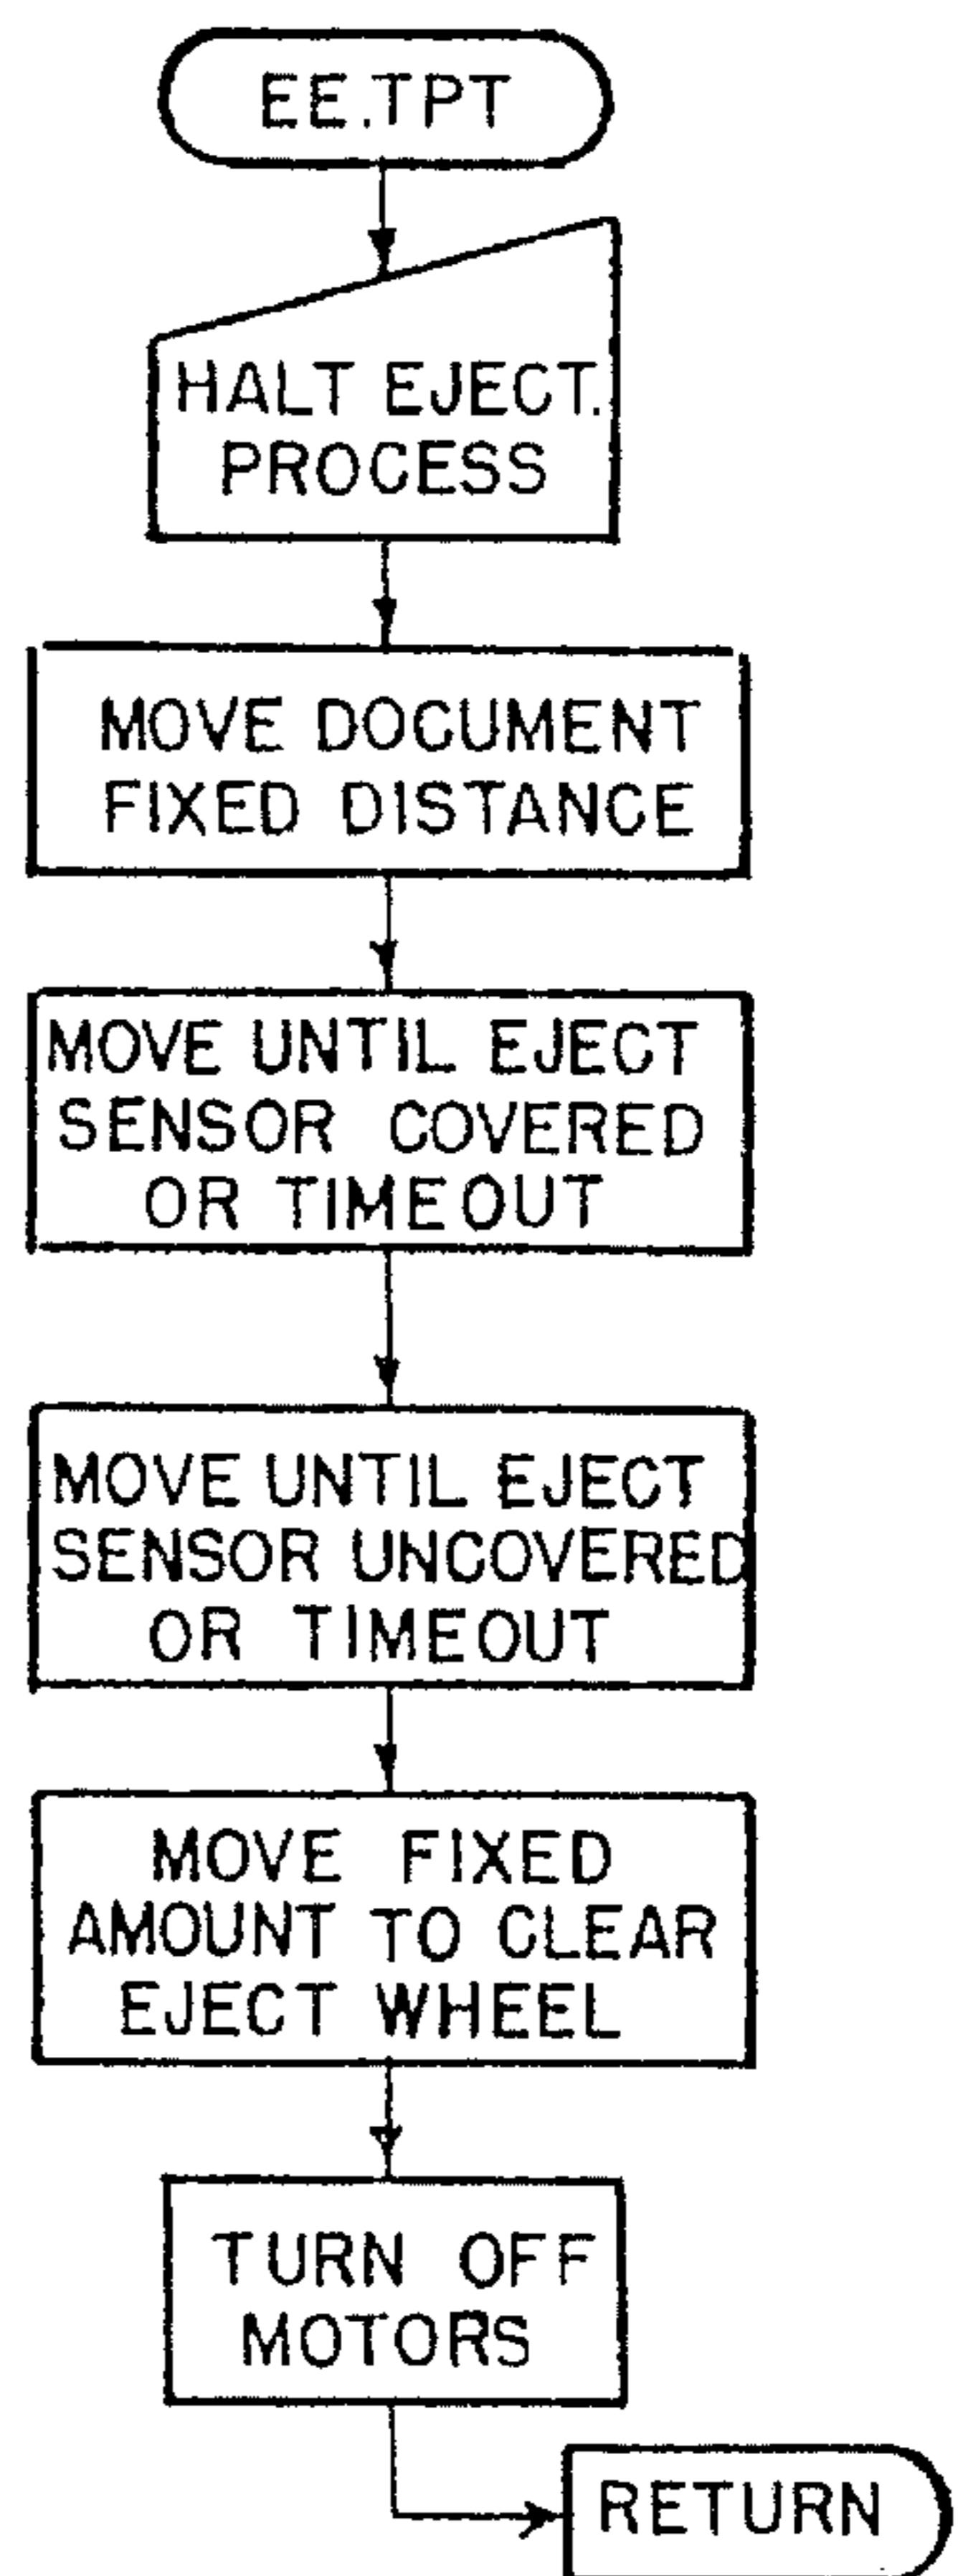 EE.TPT
HALT EJECT.
PROCESS
MOVE DOCUMENT
FIXED DISTANCE
MOVE UNTIL EJECT
SENSOR COVERED
OR TIMEOUT
MOVE UNTIL EJECT
SENSOR UNCOVERED
OR TIMEOUT
MOVE FIXED
AMOUNT TO CLEAR
EJECT WHEEL
TURN OFF
MOTORS
RETURN